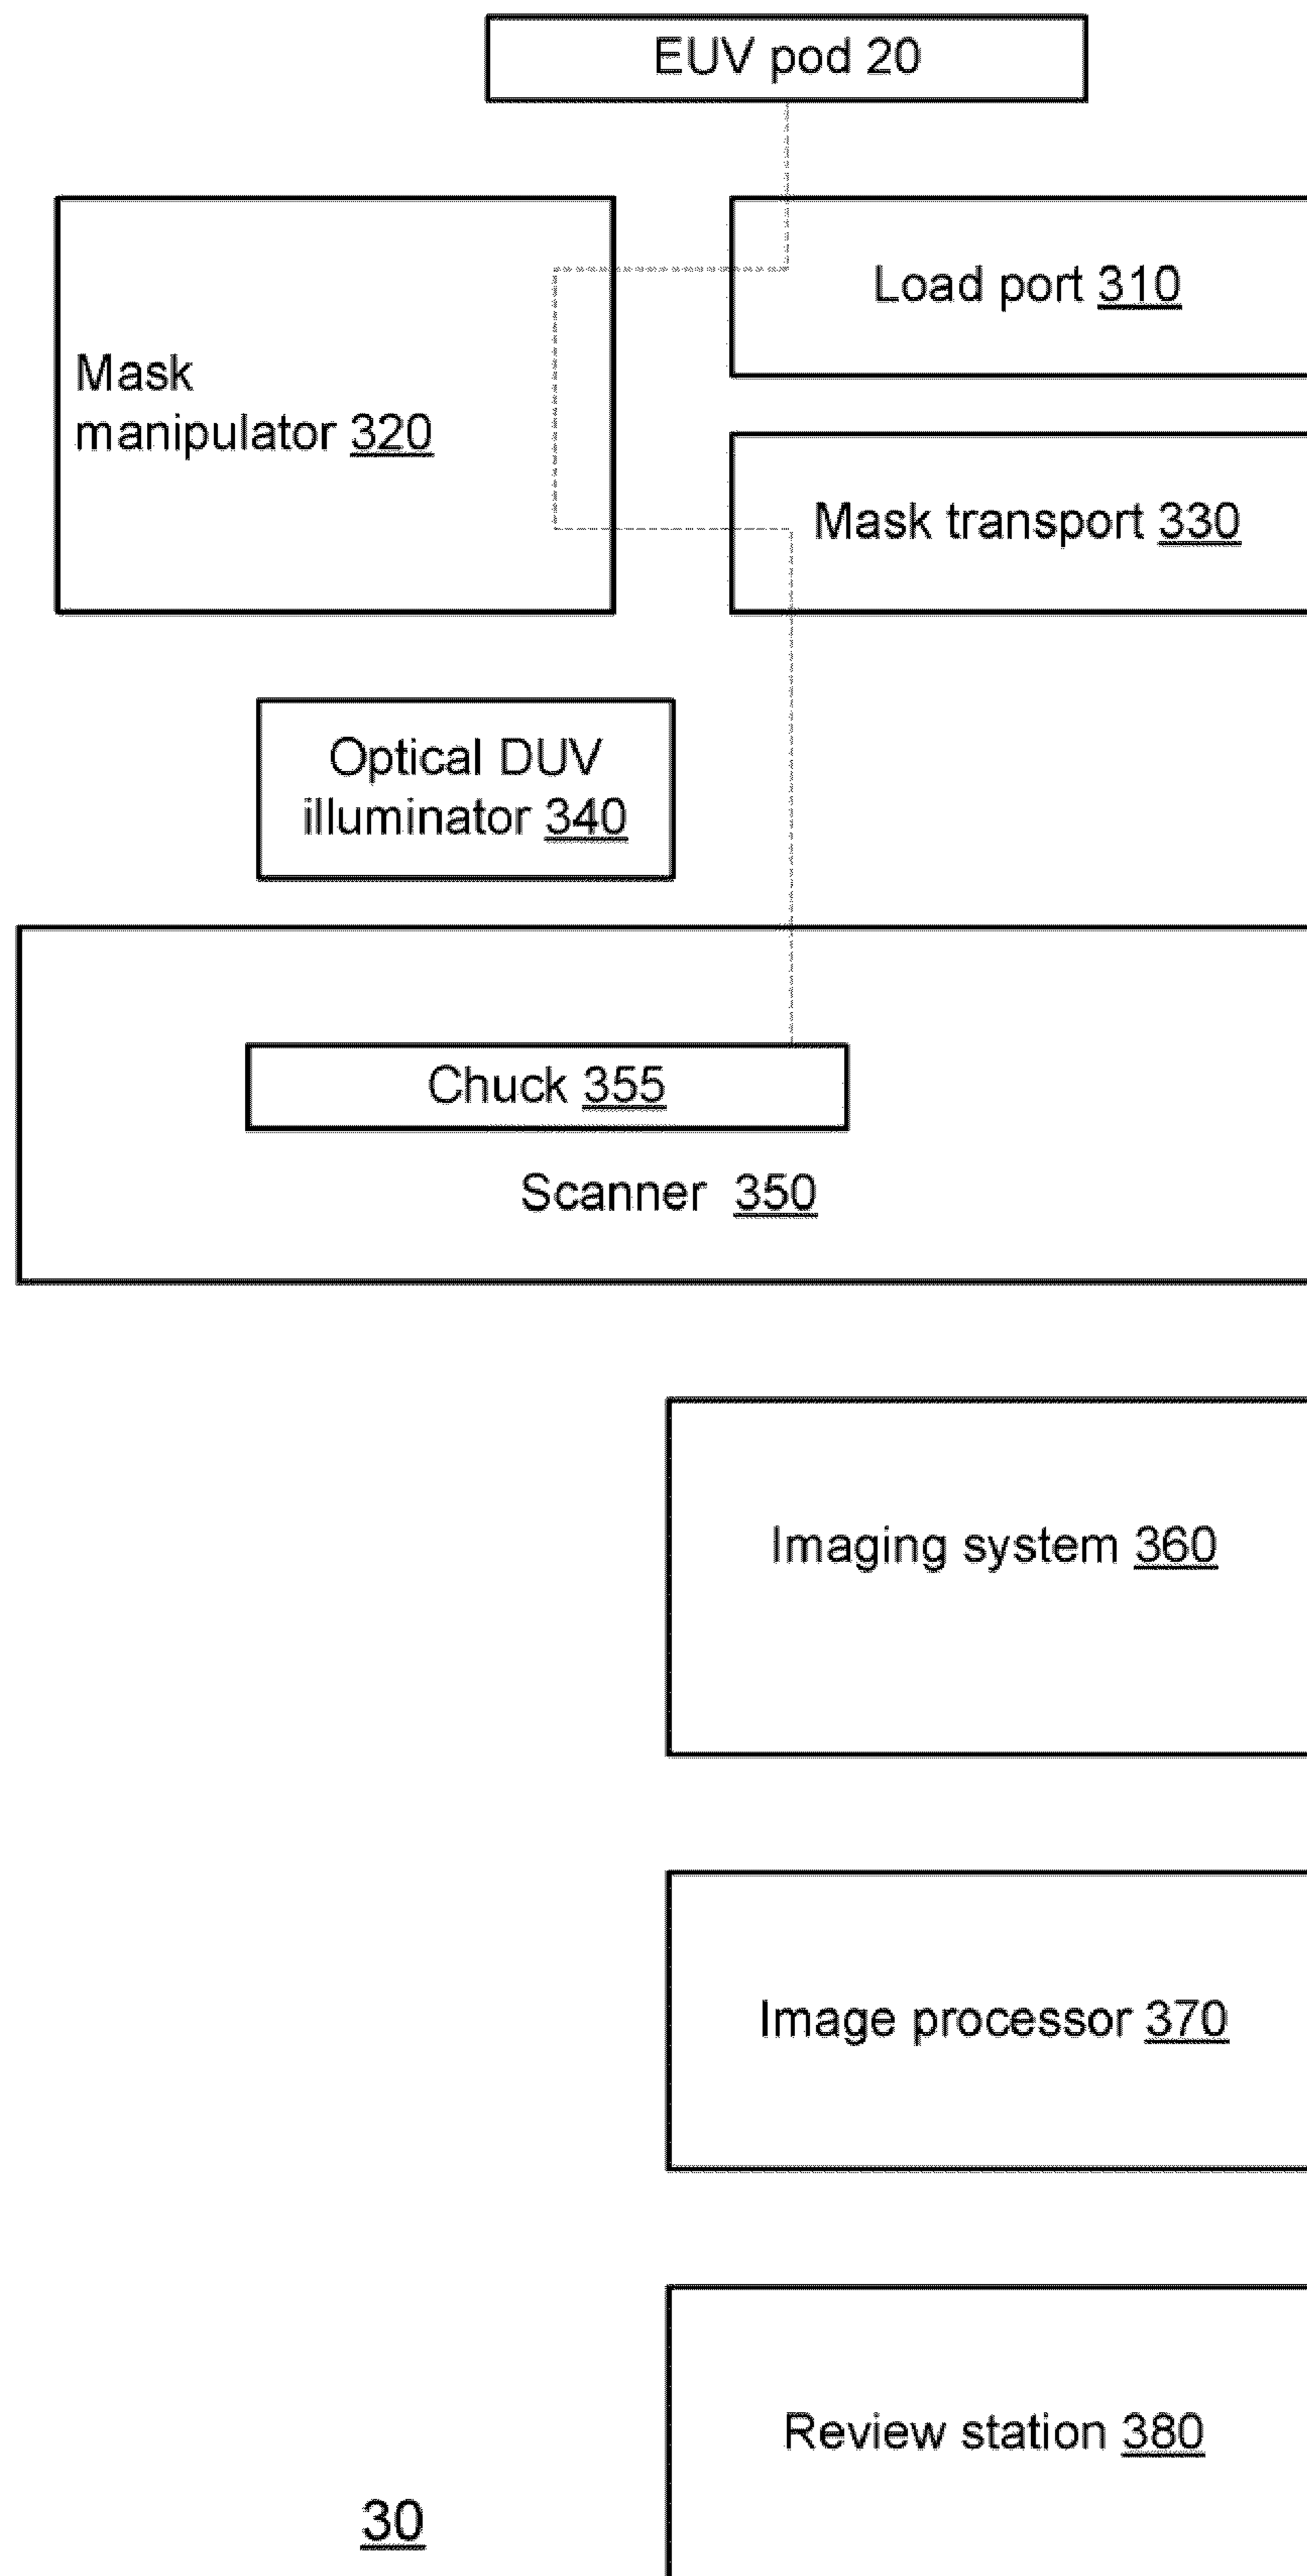 EUV pod 20
Load port 310
Mask
manipulator 320
Mask transport 330
Optical DUV
illuminator 340
Chuck 355
Scanner 350
Imaging system 360
Image processor 370
Review station 380
30